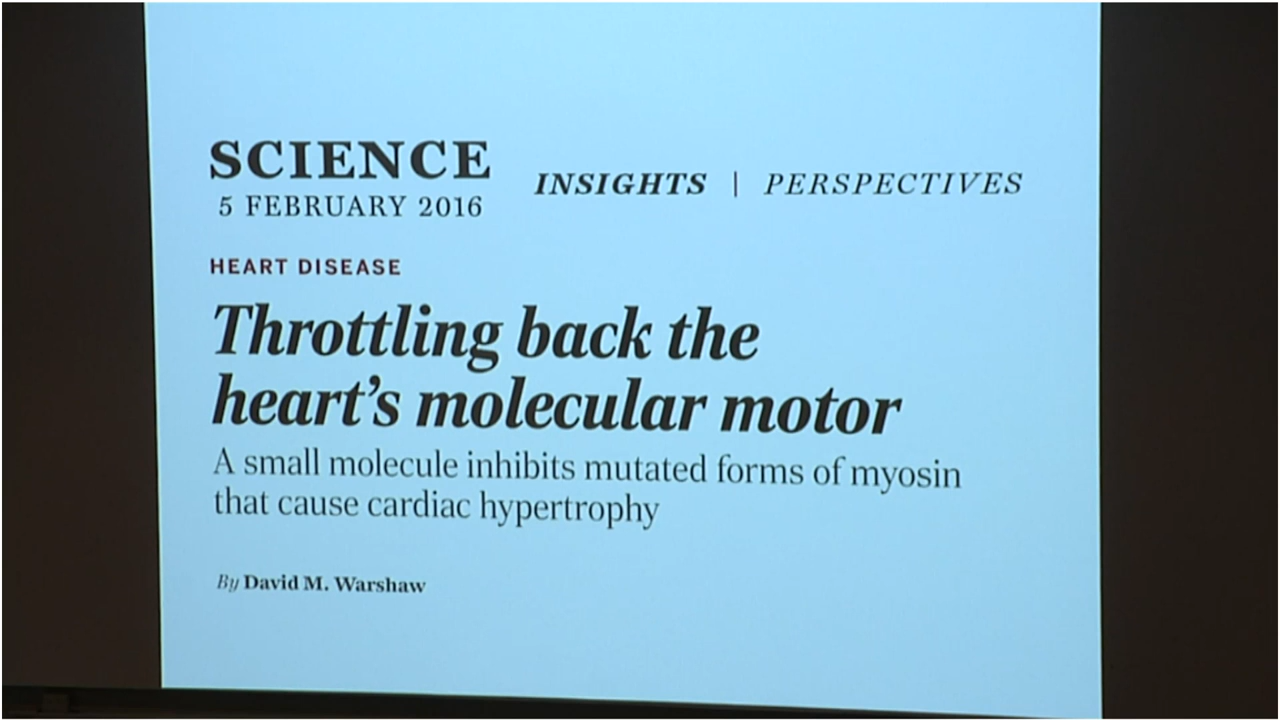 SCIENCE
5 FEBRUARY 2016
INSIGHTS | PERSPECTIVES
HEART DISEASE
Throttling back the
heart's molecular motor
A small molecule inhibits mutated forms of myosin
that cause cardiac hypertrophy
By David M. Warshaw